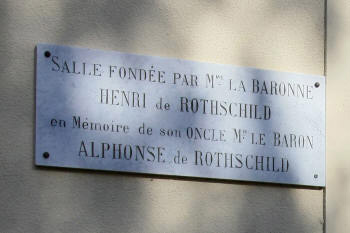 SALLE FONDÉE PAR Mme LA BARONNE
HENRI de ROTHSCHILD
en Mémoire de son ONCLE Mr LE BARON
ALPHONSE de ROTHSCHILD